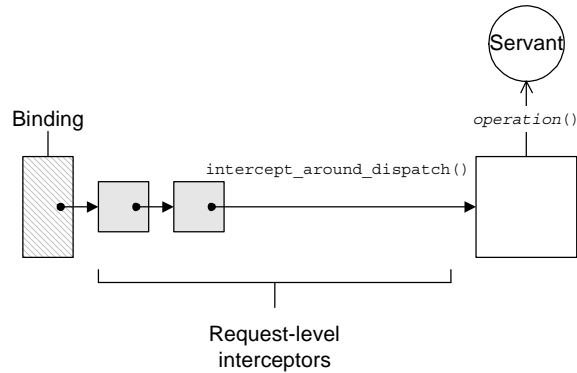 Servant
operation()
Binding
intercept_around_dispatch()
Request-level
interceptors